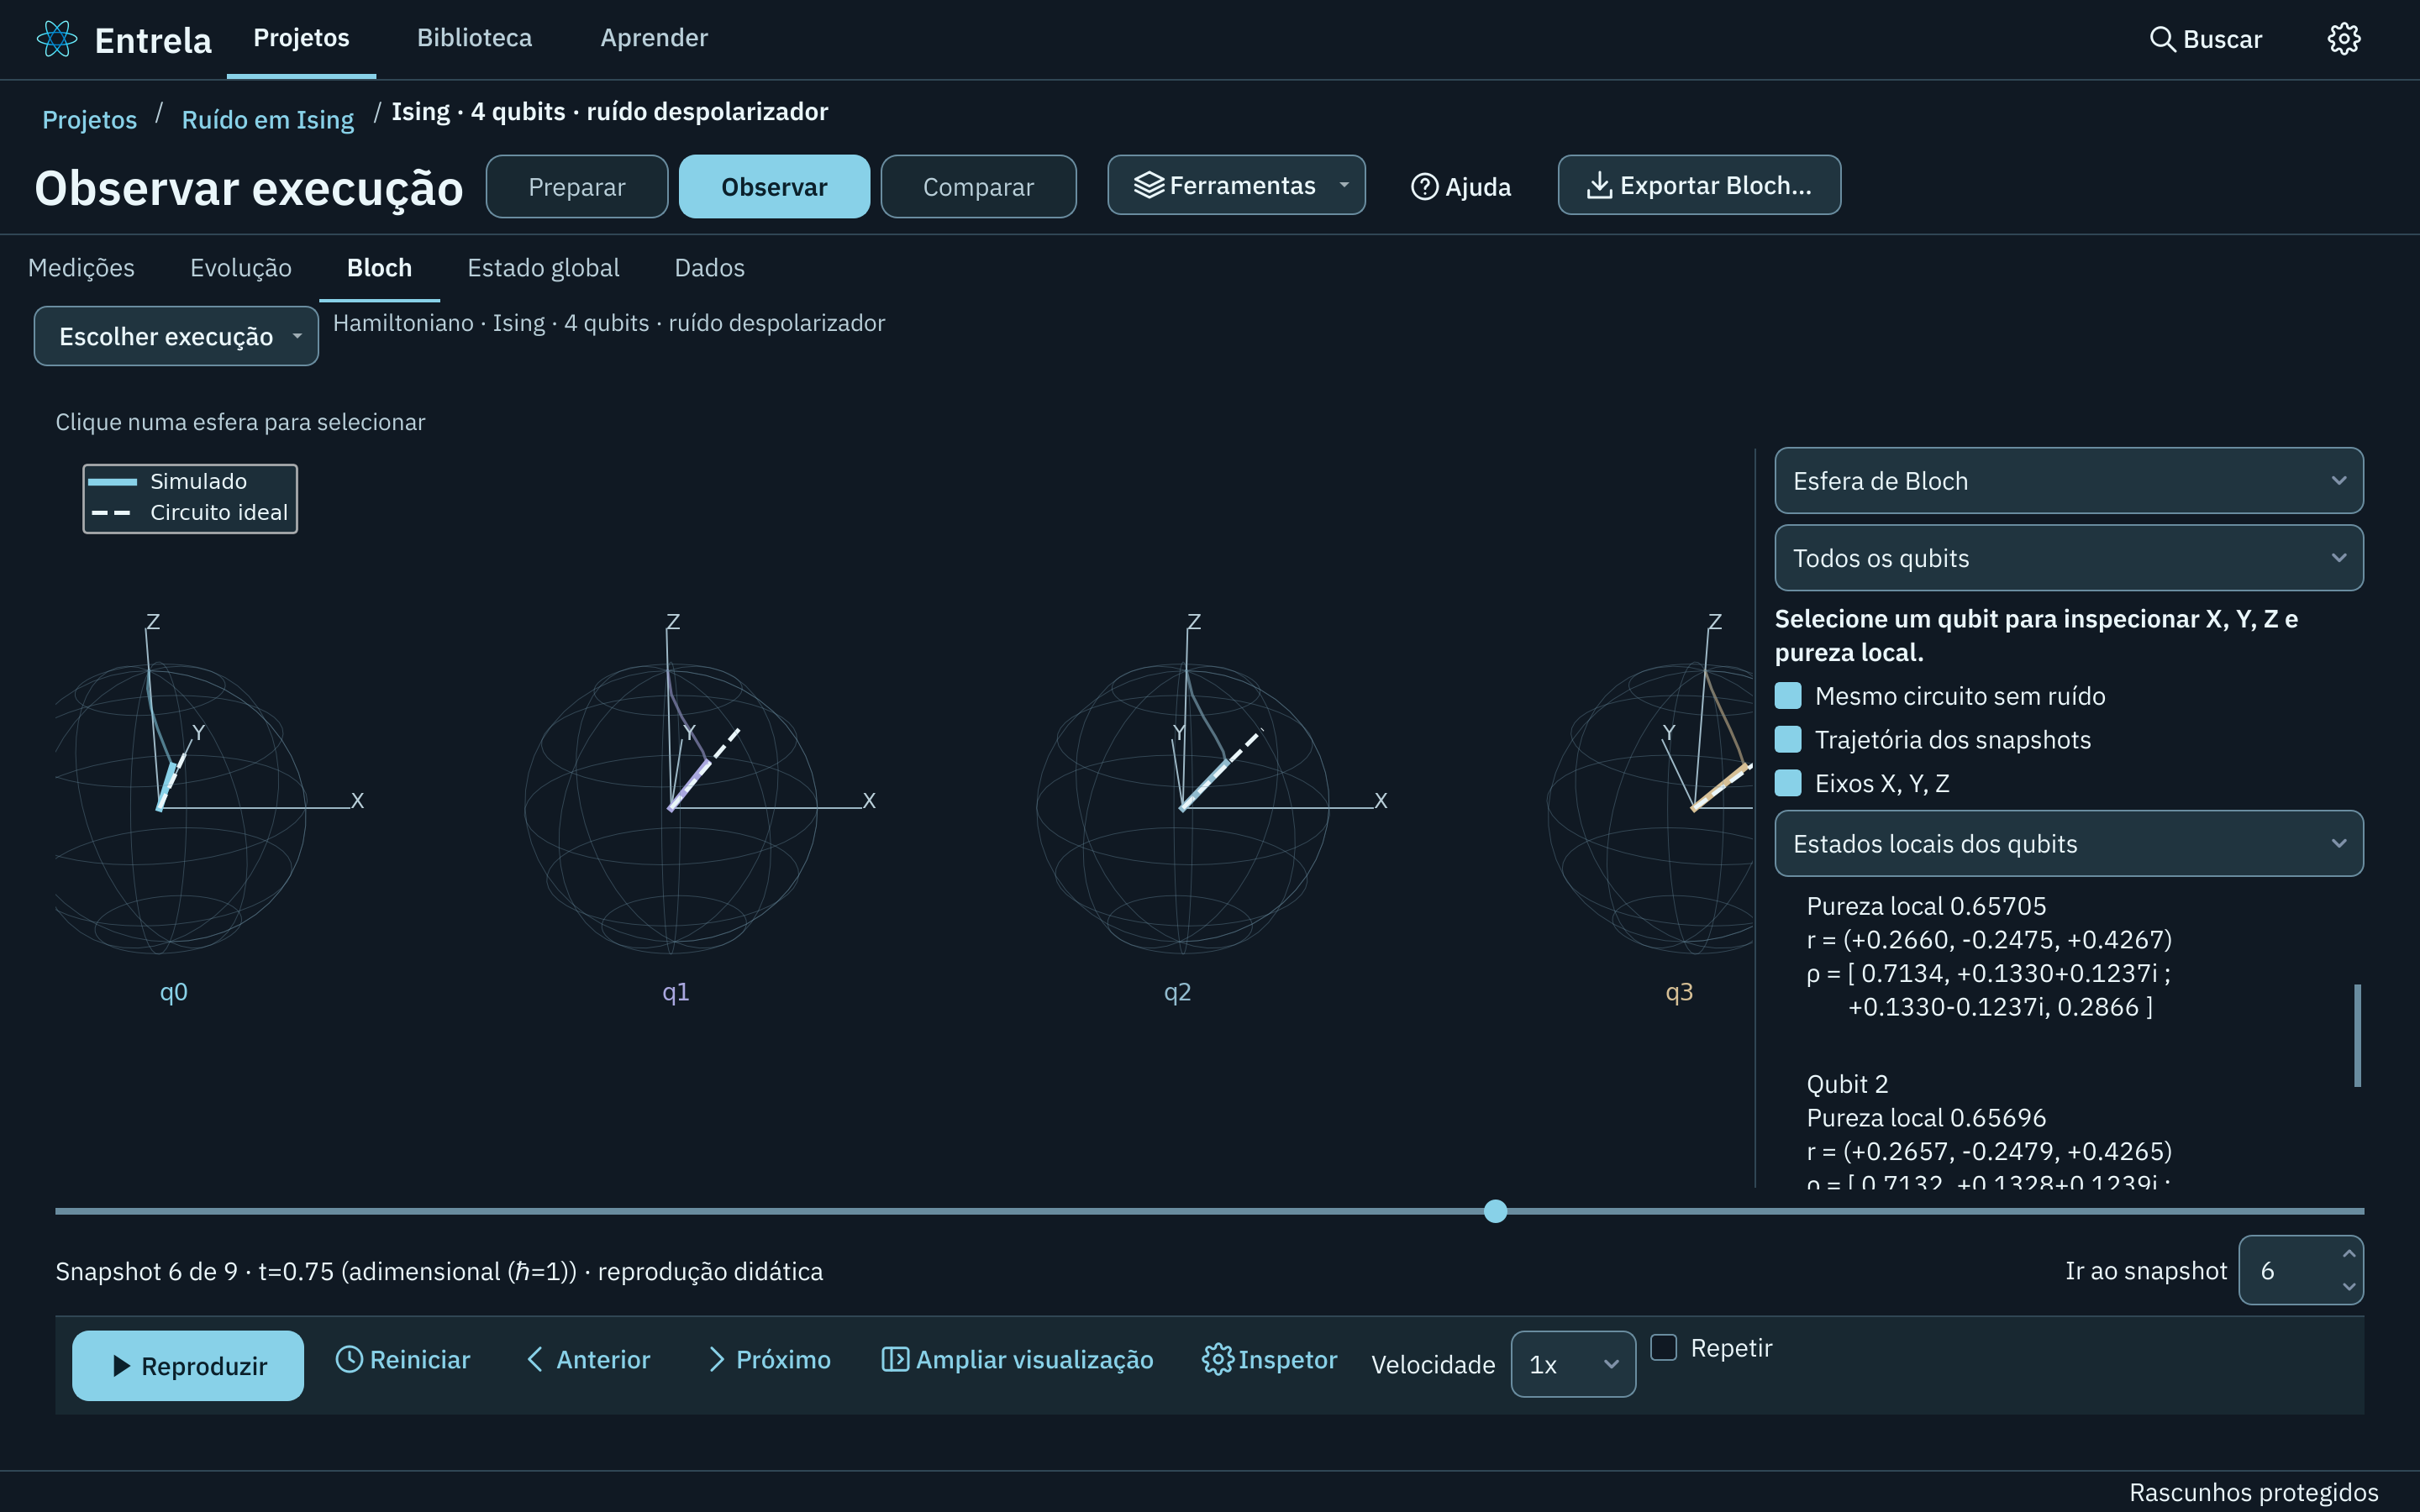 Entrela
Projetos
Biblioteca
Aprender
Buscar
Projetos / Ruído em Ising / Ising · 4 qubits · ruído despolarizador
Observar execução
Preparar
Observar
Comparar
Ferramentas
Ajuda
Exportar Bloch...
Medições
Evolução
Bloch
Estado global
Dados
Escolher execução
Hamiltoniano · Ising · 4 qubits · ruído despolarizador
Clique numa esfera para selecionar
Simulado
Circuito ideal
Z
Y
X
q0
Z
Y
X
q1
Z
Y
X
q2
Z
Y
q3
Esfera de Bloch
Todos os qubits
Selecione um qubit para inspecionar X, Y, Z e
pureza local.
Mesmo circuito sem ruído
Trajetória dos snapshots
Eixos X, Y, Z
Estados locais dos qubits
Pureza local 0.65705
r = (+0.2660, -0.2475, +0.4267)
ρ = [ 0.7134, +0.1330+0.1237i ;
+0.1330-0.1237i, 0.2866 ]
Qubit 2
Pureza local 0.65696
r = (+0.2657, -0.2479, +0.4265)
ρ = [ 0.7132, +0.1328+0.1239i ;
Snapshot 6 de 9 · t=0.75 (adimensional (ℏ=1)) · reprodução didática
Ir ao snapshot
6
Reproduzir
Reiniciar
Anterior
Próximo
Ampliar visualização
Inspetor
Velocidade
1x
Repetir
Rascunhos protegidos